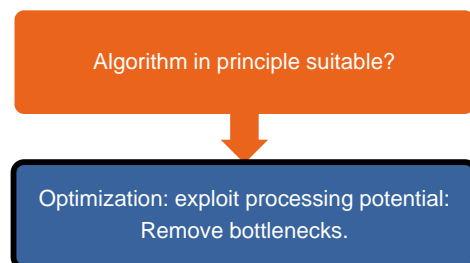 Algorithm in principle suitable?
Optimization: exploit processing potential:
Remove bottlenecks.